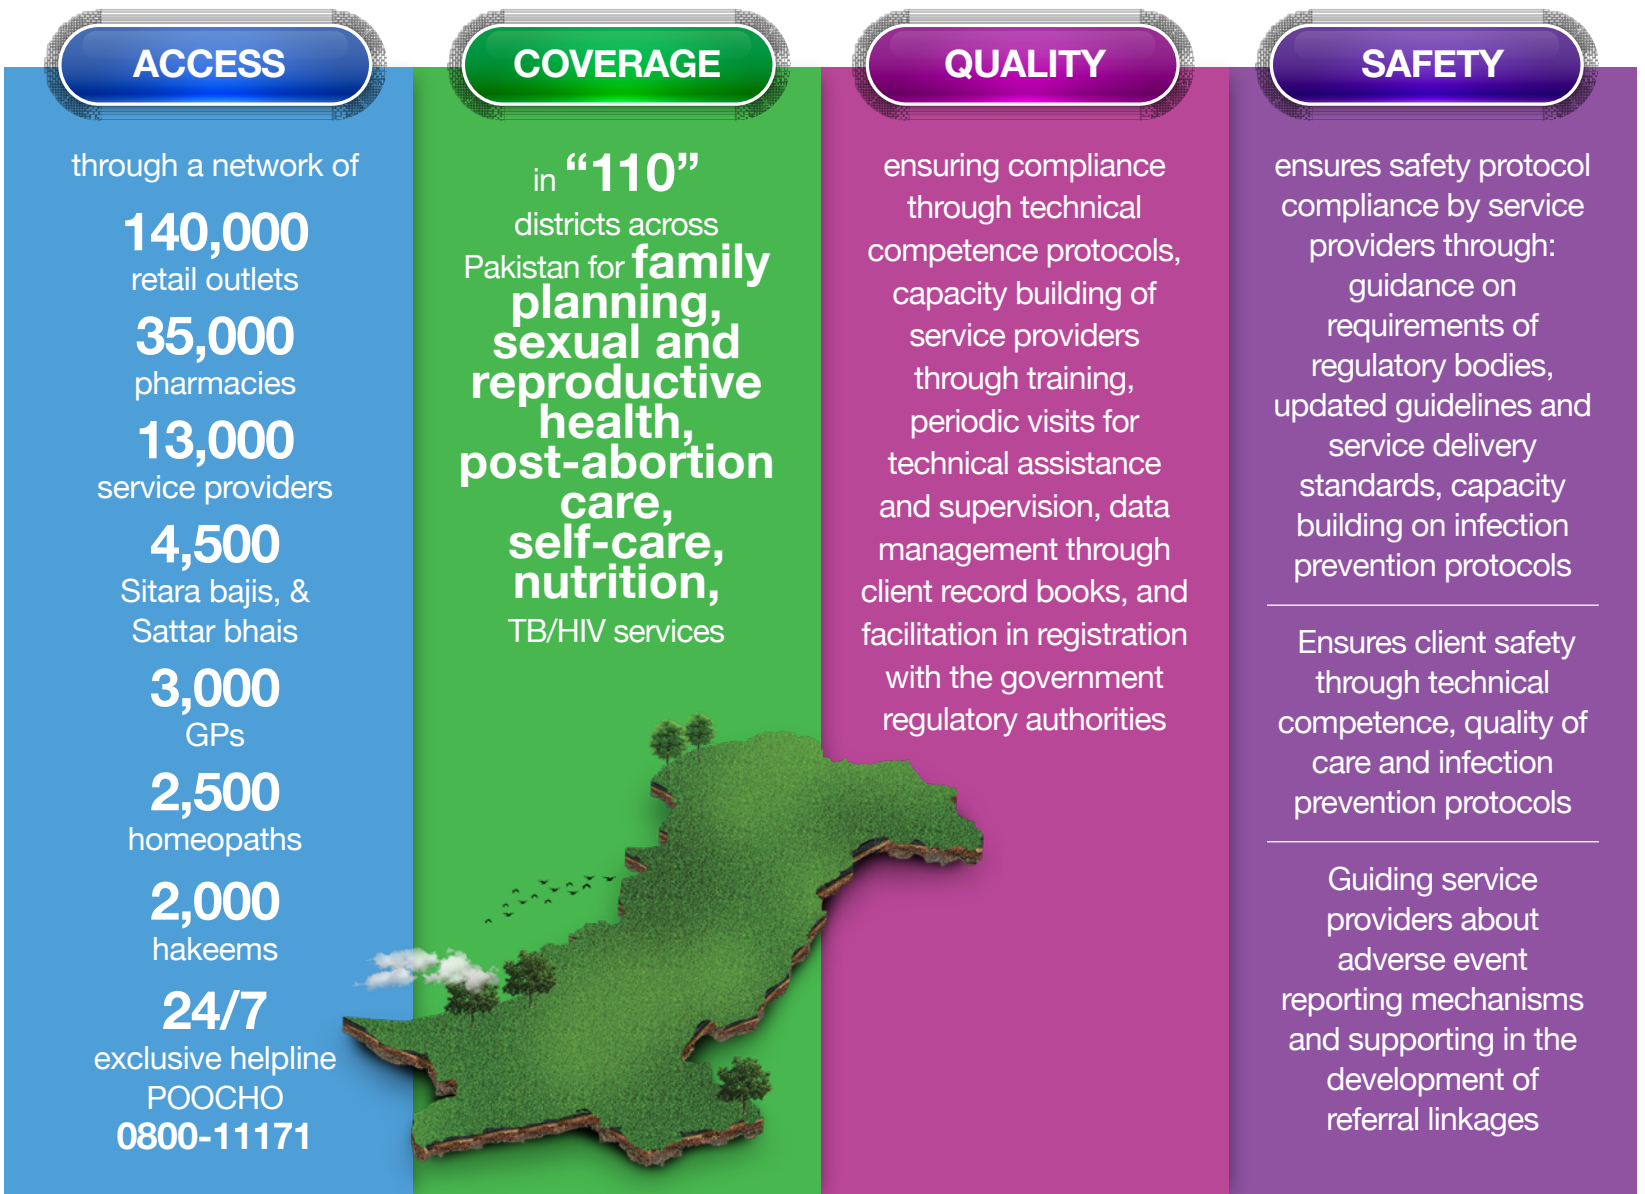 ACCESS
through a network of
140,000
retail outlets
35,000
pharmacies
13,000
service providers
4,500
Sitara bajis, &
Sattar bhais
3,000
GPs
2,500
homeopaths
2,000
hakeems
24/7
exclusive helpline
POOCHO
0800-11171
COVERAGE
in “110”
districts across
Pakistan for family
planning,
sexual and
reproductive
health,
post-abortion
care,
self-care,
nutrition,
TB/HIV services
QUALITY
ensuring compliance
through technical
competence protocols,
capacity building of
service providers
through training,
periodic visits for
technical assistance
and supervision, data
management through
client record books, and
facilitation in registration
with the government
regulatory authorities
SAFETY
ensures safety protocol
compliance by service
providers through:
guidance on
requirements of
regulatory bodies,
updated guidelines and
service delivery
standards, capacity
building on infection
prevention protocols
Ensures client safety
through technical
competence, quality of
care and infection
prevention protocols
Guiding service
providers about
adverse event
reporting mechanisms
and supporting in the
development of
referral linkages